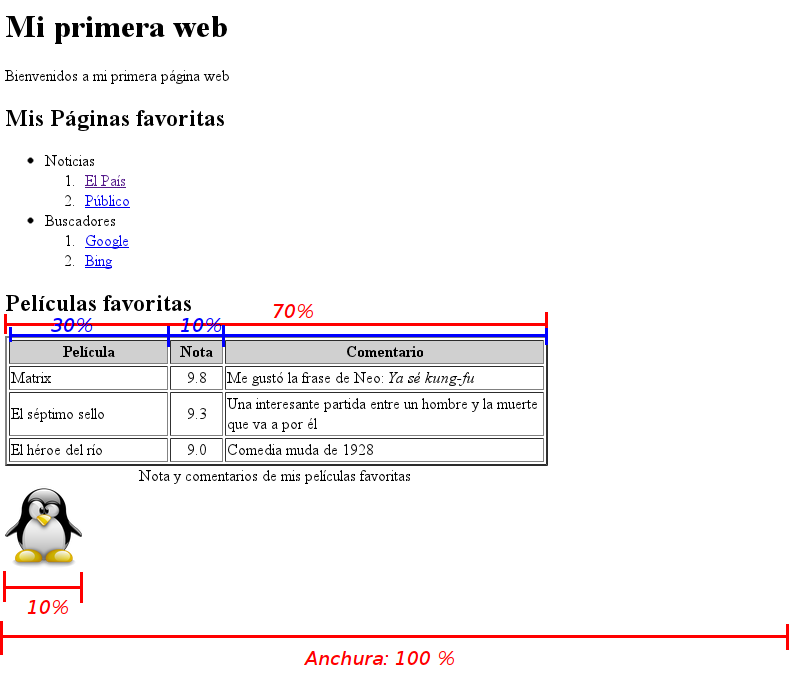 Mi primera web
Bienvenidos a mi primera página web
Mis Páginas favoritas
Noticias
1. El País
2. Público
Buscadores
1. Google
2. Bing
Películas favoritas
70%
30% 10%
Película Nota Comentario
Matrix 9.8 Me gustó la frase de Neo: Ya sé kung-fu
El séptimo sello 9.3 Una interesante partida entre un hombre y la muerte
que va a por él
El héroe del río 9.0 Comedia muda de 1928
Nota y comentarios de mis películas favoritas
10%
Anchura: 100 %